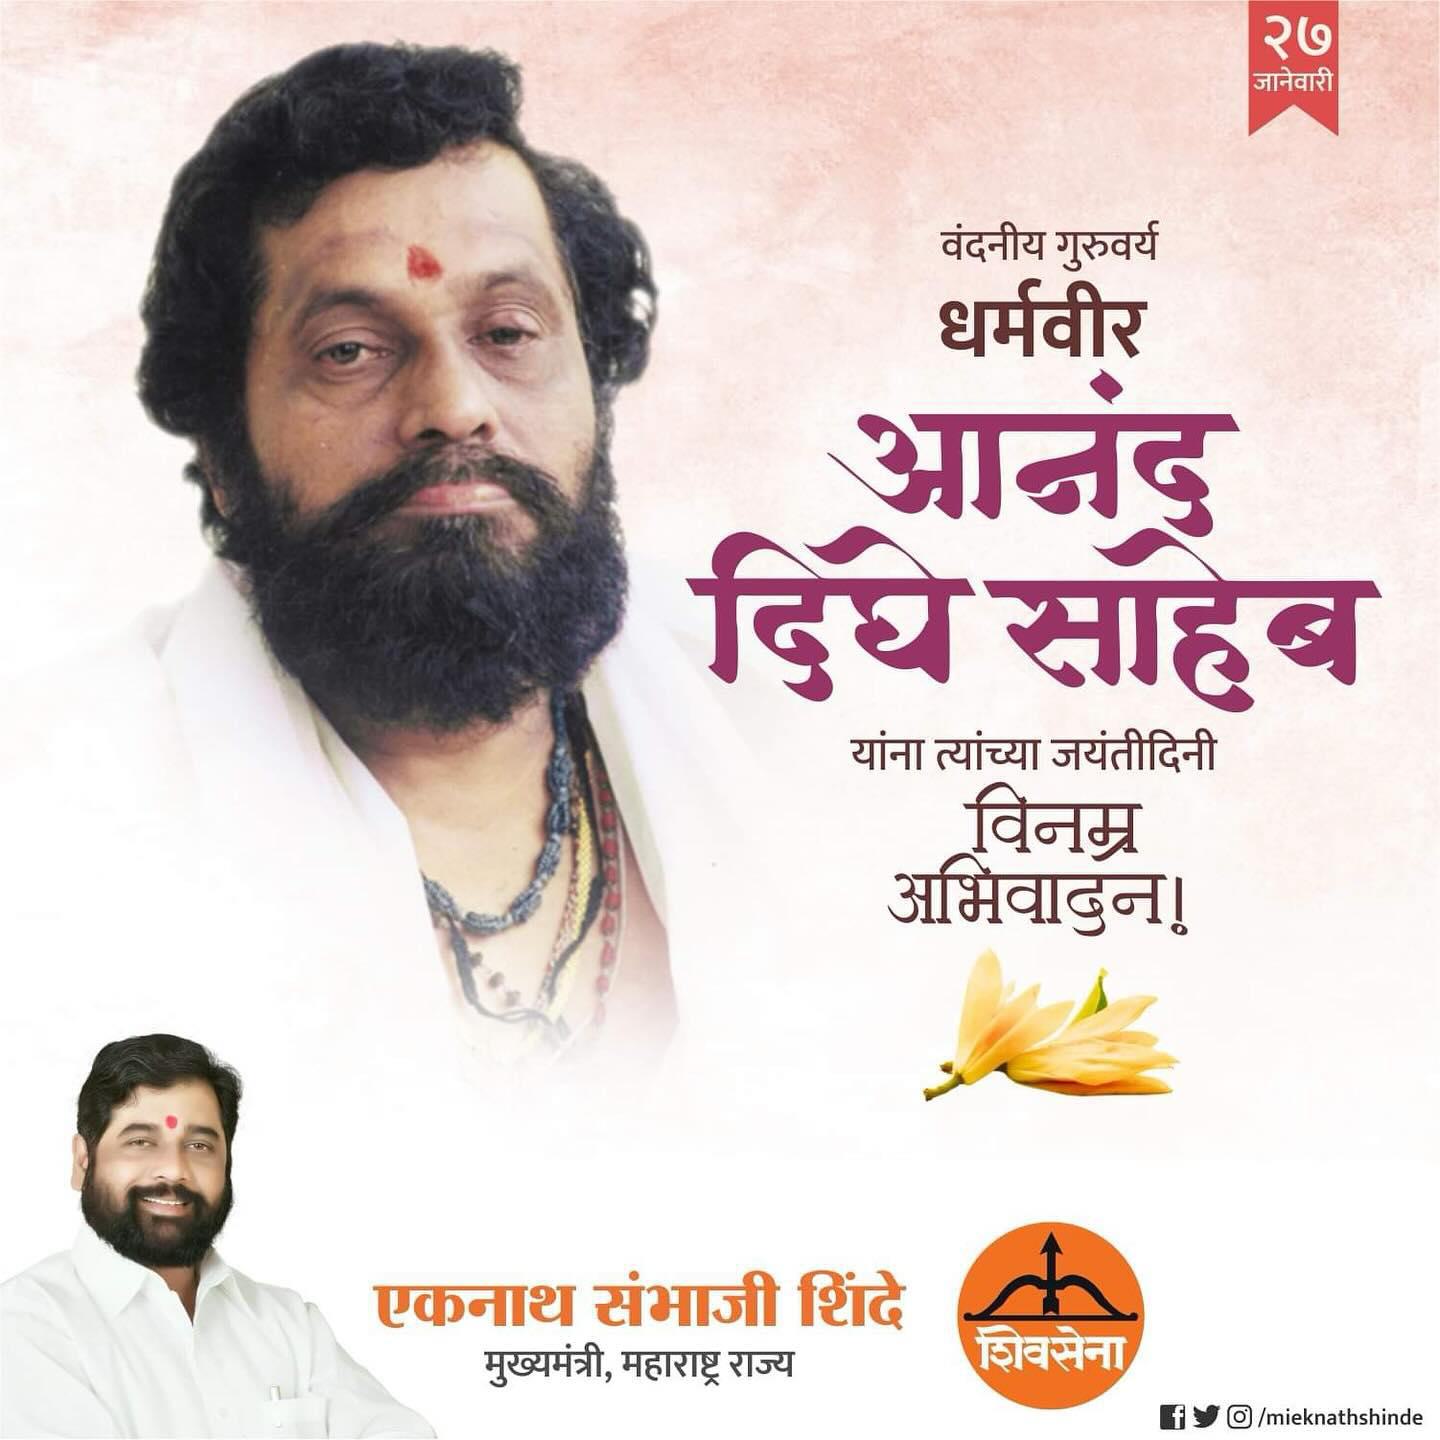 २७
जानेवारी
वंदनीय गुरुवर्य
धर्मवीर
आनंद
दिघे साहेब
यांना त्यांच्या जयंतीदिनी
विनम्र
अभिवादन!
एकनाथ संभाजी शिंदे
मुख्यमंत्री, महाराष्ट्र राज्य
शिवसेना
/mieknathshinde